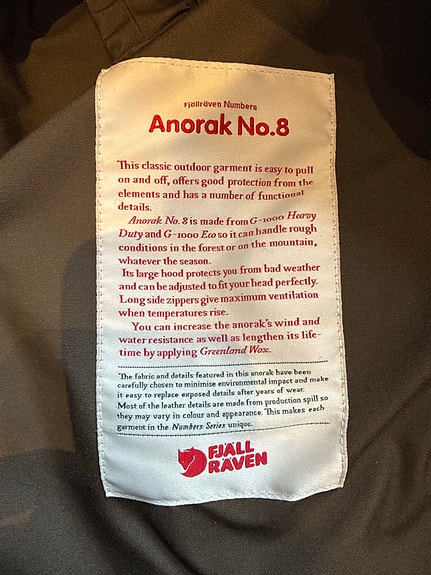 Fjällräven Numbers
Anorak No.8
This classic outdoor garment is easy to pull
on and off, offers good protection from the
elements and has a number of functional
details.
Anorak No. 8 is made from G-1000 Heavy
Duty and G-1000 Eco so it can handle rough
conditions in the forest or on the mountain,
whatever the season.
Its large hood protects you from bad weather
and can be adjusted to fit your head perfectly.
Long side zippers give maximum ventilation
when temperatures rise.
You can increase the anorak's wind and
water resistance as well as lengthen its life-
time by applying Greenland Wax.
The fabric and details featured in this anorak have been
carefully chosen to minimise environmental impact and make
it easy to replace exposed details after years of wear.
Most of the leather details are made from production spill so
they may vary in colour and appearance. This makes each
garment in the Numbers Series unique.
FJÄLL
RÄVEN